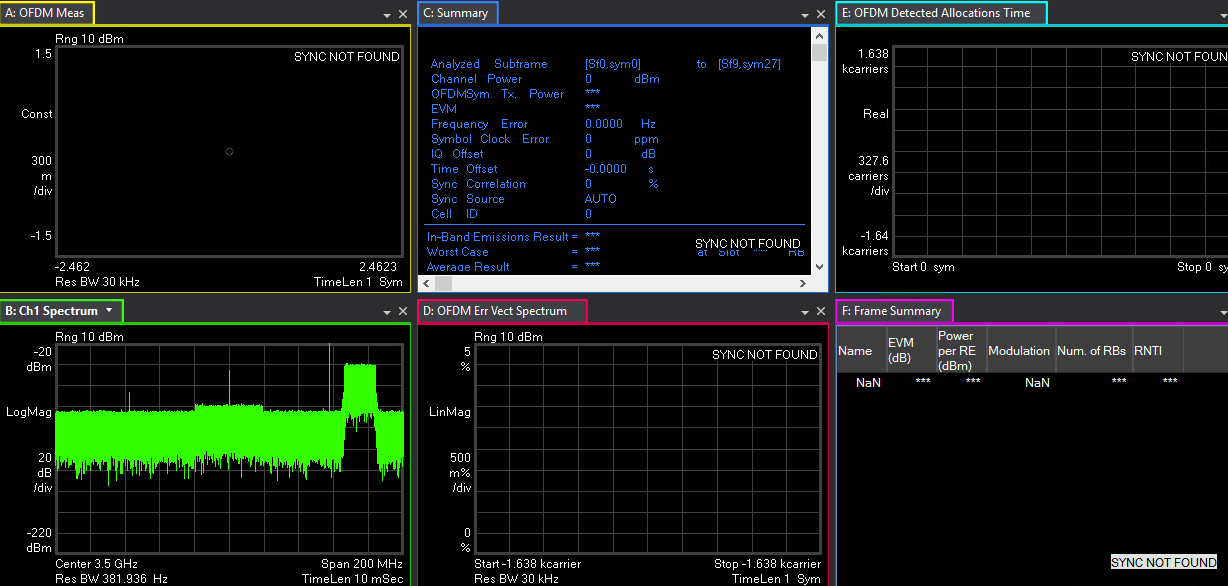 A: OFDM Meas
Rng 10 dBm
1.5
SYNC NOT FOUND
Const
300
m
/div
-1.5
-2.462
2.4623
Res BW 30 kHz
TimeLen 1 Sym
C: Summary
Analyzed Subframe [Sf0,sym0] to [Sf9,sym27]
Channel Power 0 dBm
OFDMSym. Tx. Power ***
EVM ***
Frequency Error 0.0000 Hz
Symbol Clock Error 0 ppm
IQ Offset 0 dB
Time Offset -0.0000 s
Sync Correlation 0 %
Sync Source AUTO
Cell ID 0
In-Band Emissions Result = ***
SYNC NOT FOUND
Worst Case = *** at Slot *** RB
Average Result = ***
E: OFDM Detected Allocations Time
1.638
kcarriers
SYNC NOT FOUN
Real
327.6
carriers
/div
-1.64
kcarriers
Start 0 sym
Stop 0 sy
B: Ch1 Spectrum
Rng 10 dBm
-20
dBm
LogMag
20
dB
/div
-220
dBm
Center 3.5 GHz
Span 200 MHz
Res BW 381.936 Hz
TimeLen 10 mSec
D: OFDM Err Vect Spectrum
Rng 10 dBm
5
%
SYNC NOT FOUND
LinMag
500
m%
/div
0
%
Start -1.638 kcarrier
Stop -1.638 kcarrier
Res BW 30 kHz
TimeLen 1 Sym
F: Frame Summary
Name EVM (dB) Power per RE (dBm) Modulation Num. of RBs RNTI
NaN *** *** NaN *** ***
SYNC NOT FOUND